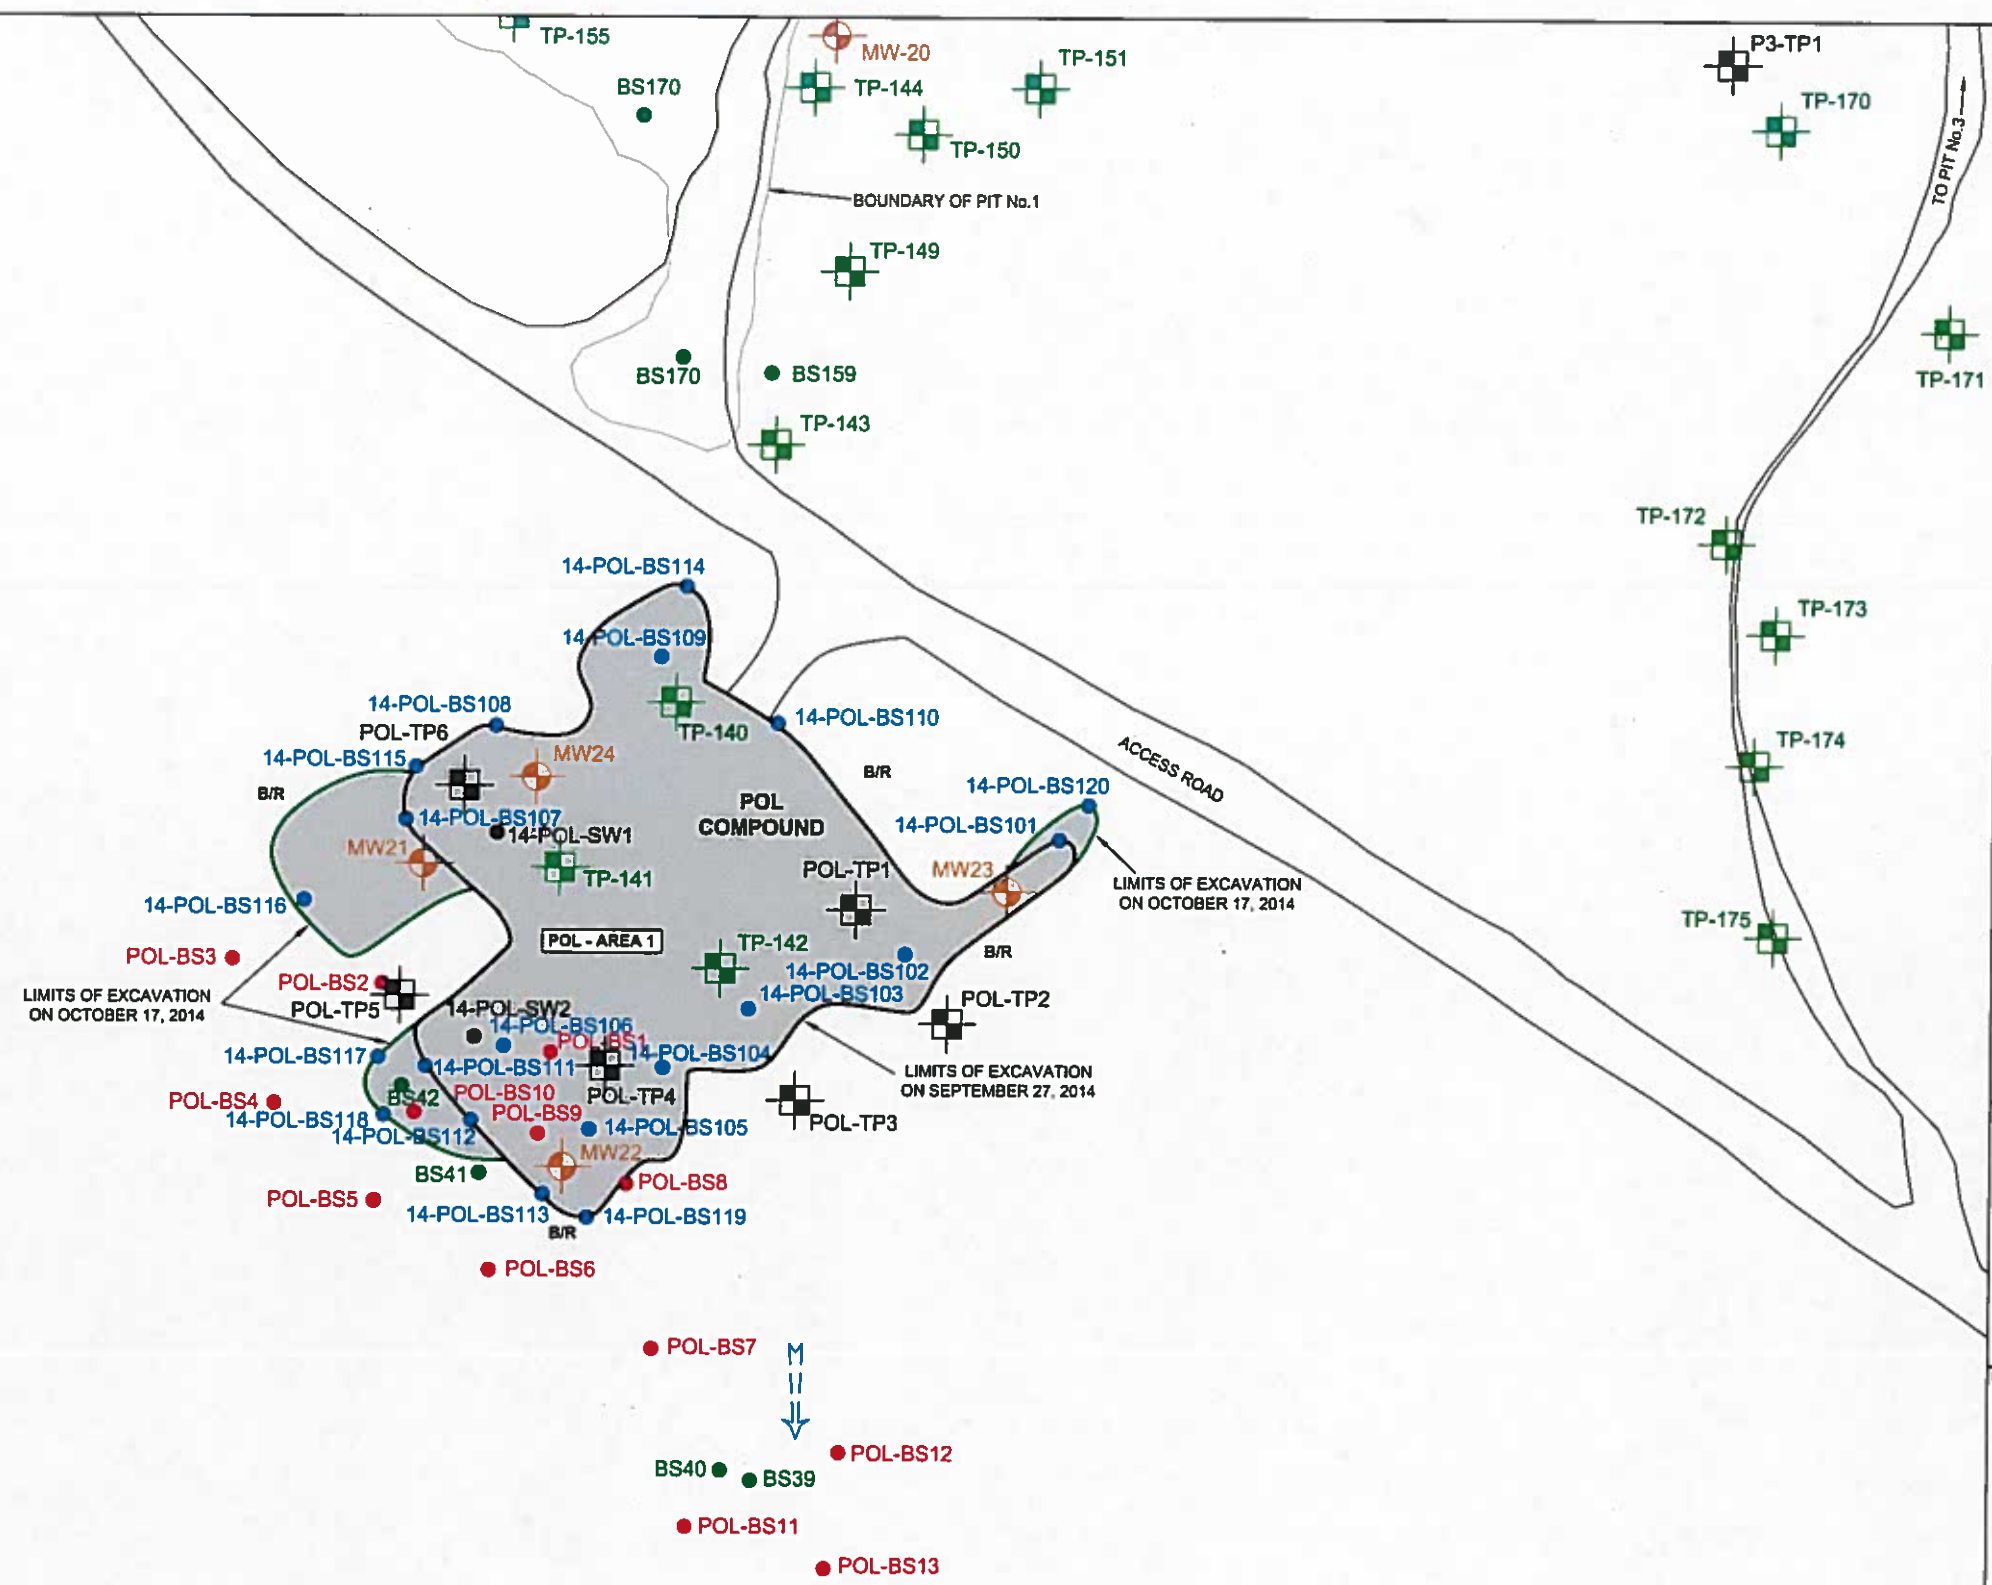 TP-155
MW-20
TP-151
P3-TP1
BS170
TP-144
TP-170
TP-150
TO PIT No.3
BOUNDARY OF PIT No.1
TP-149
BS170
BS159
TP-171
TP-143
TP-172
14-POL-BS114
TP-173
14-POL-BS109
14-POL-BS108
14-POL-BS110
POL-TP6
TP-140
TP-174
14-POL-BS115
MW24
ACCESS ROAD
B/R
B/R
POL
COMPOUND
14-POL-BS120
14-POL-BS107
14-POL-BS101
14-POL-SW1
MW21
TP-141
POL-TP1
MW23
LIMITS OF EXCAVATION
ON OCTOBER 17, 2014
14-POL-BS116
TP-175
POL - AREA 1
TP-142
B/R
POL-BS3
14-POL-BS102
POL-BS2
14-POL-BS103
POL-TP2
LIMITS OF EXCAVATION
ON OCTOBER 17, 2014
POL-TP5
14-POL-SW2
14-POL-BS106
POL-BS1
14-POL-BS117
14-POL-BS104
14-POL-BS111
LIMITS OF EXCAVATION
ON SEPTEMBER 27, 2014
POL-BS10
BS42
POL-TP4
POL-BS4
POL-BS9
14-POL-BS118
POL-TP3
14-POL-BS112
14-POL-BS105
MW22
BS41
POL-BS8
POL-BS5
14-POL-BS113
14-POL-BS119
B/R
POL-BS6
POL-BS7
M
POL-BS12
BS40
BS39
POL-BS11
POL-BS13